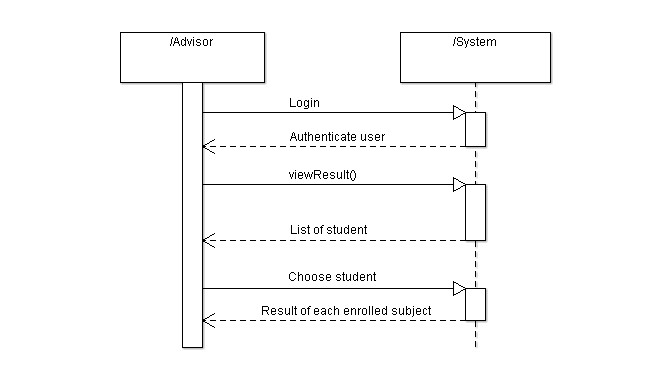 /Advisor
/System
Login
Authenticate user
viewResult()
List of student
Choose student
Result of each enrolled subject